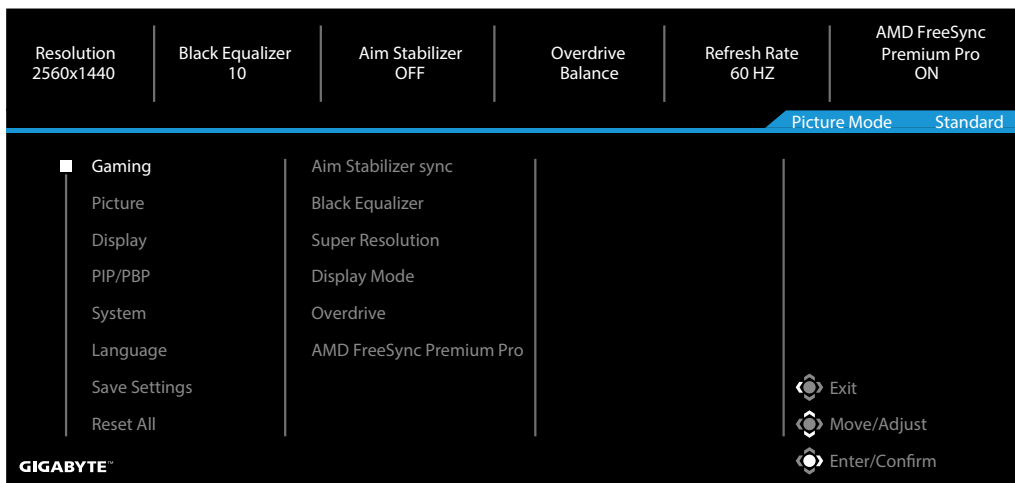 Resolution
2560x1440
Black Equalizer
10
Aim Stabilizer
OFF
Overdrive
Balance
Refresh Rate
60 HZ
AMD FreeSync
Premium Pro
ON
Picture Mode Standard
Gaming
Picture
Display
PIP/PBP
System
Language
Save Settings
Reset All
Aim Stabilizer sync
Black Equalizer
Super Resolution
Display Mode
Overdrive
AMD FreeSync Premium Pro
Exit
Move/Adjust
Enter/Confirm
GIGABYTE™